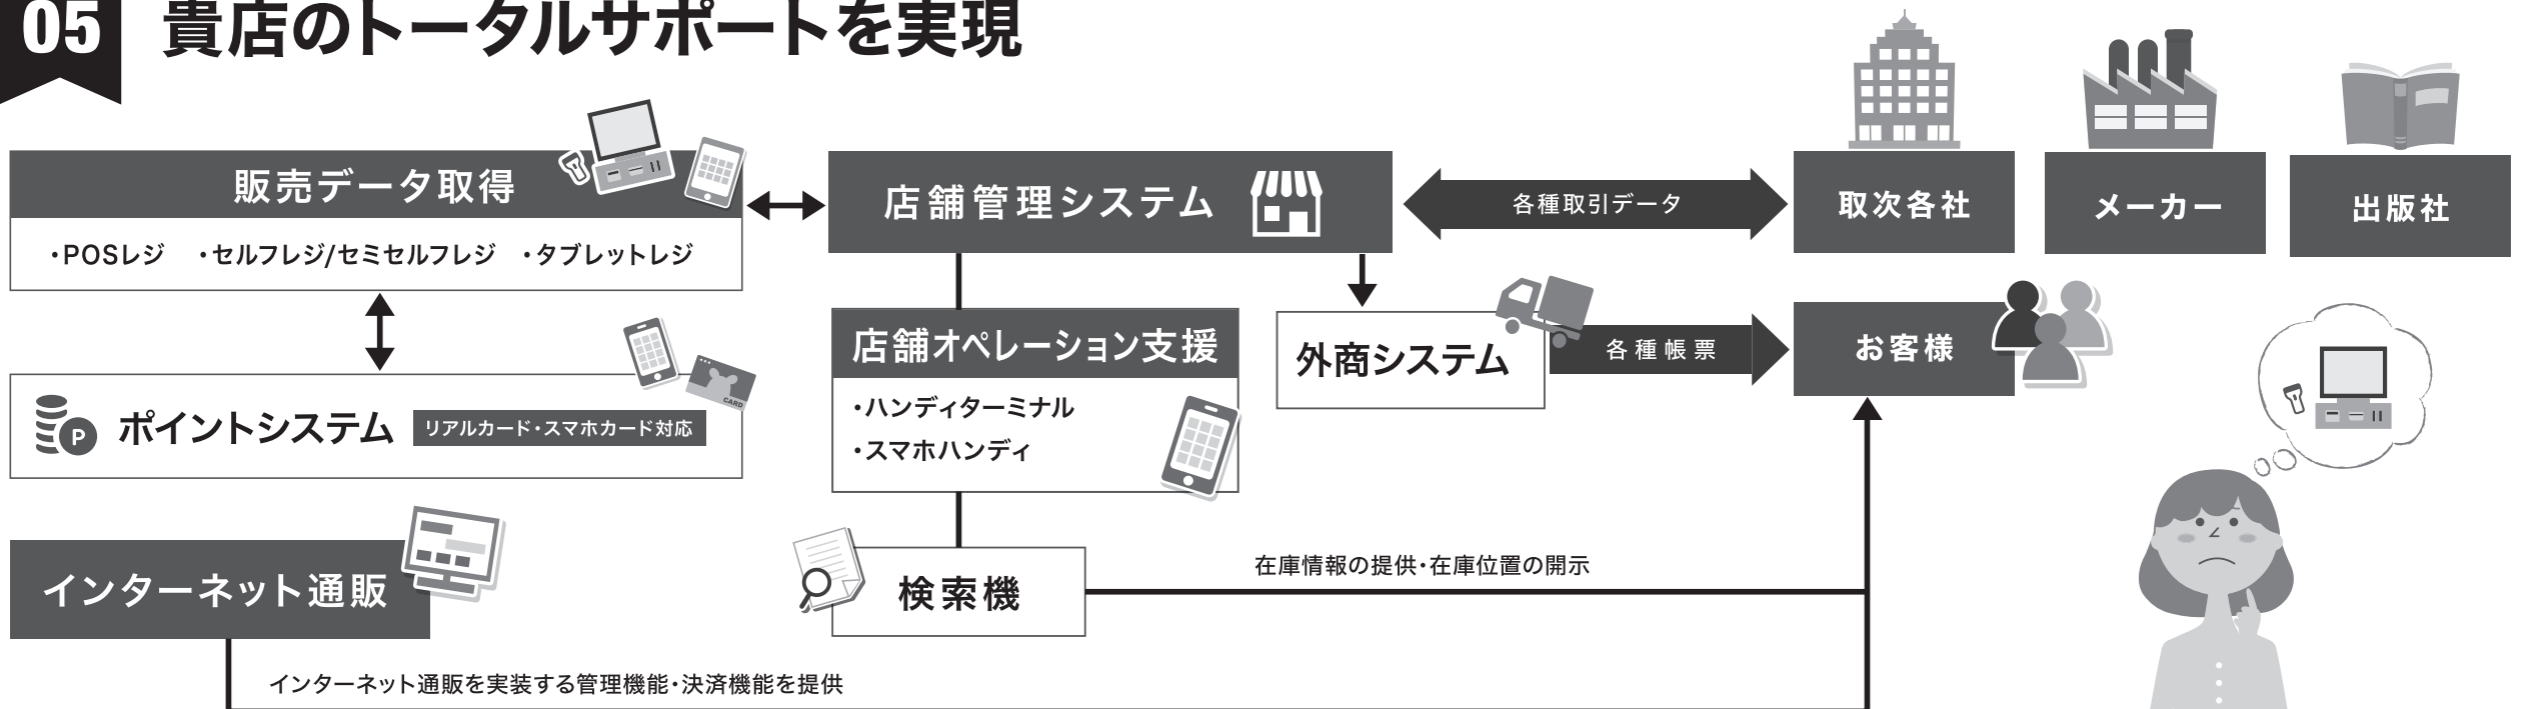 05
貴店のトータルサポートを実現
販売データ取得
・POSレジ ・セルフレジ/セミセルフレジ ・タブレットレジ
店舗管理システム
各種取引データ
取次各社
メーカー
出版社
店舗オペレーション支援
・ハンディターミナル
・スマホハンディ
外商システム
各種帳票
お客様
P
ポイントシステム
リアルカード・スマホカード対応
CARD
インターネット通販
検索機
在庫情報の提供・在庫位置の開示
インターネット通販を実装する管理機能・決済機能を提供